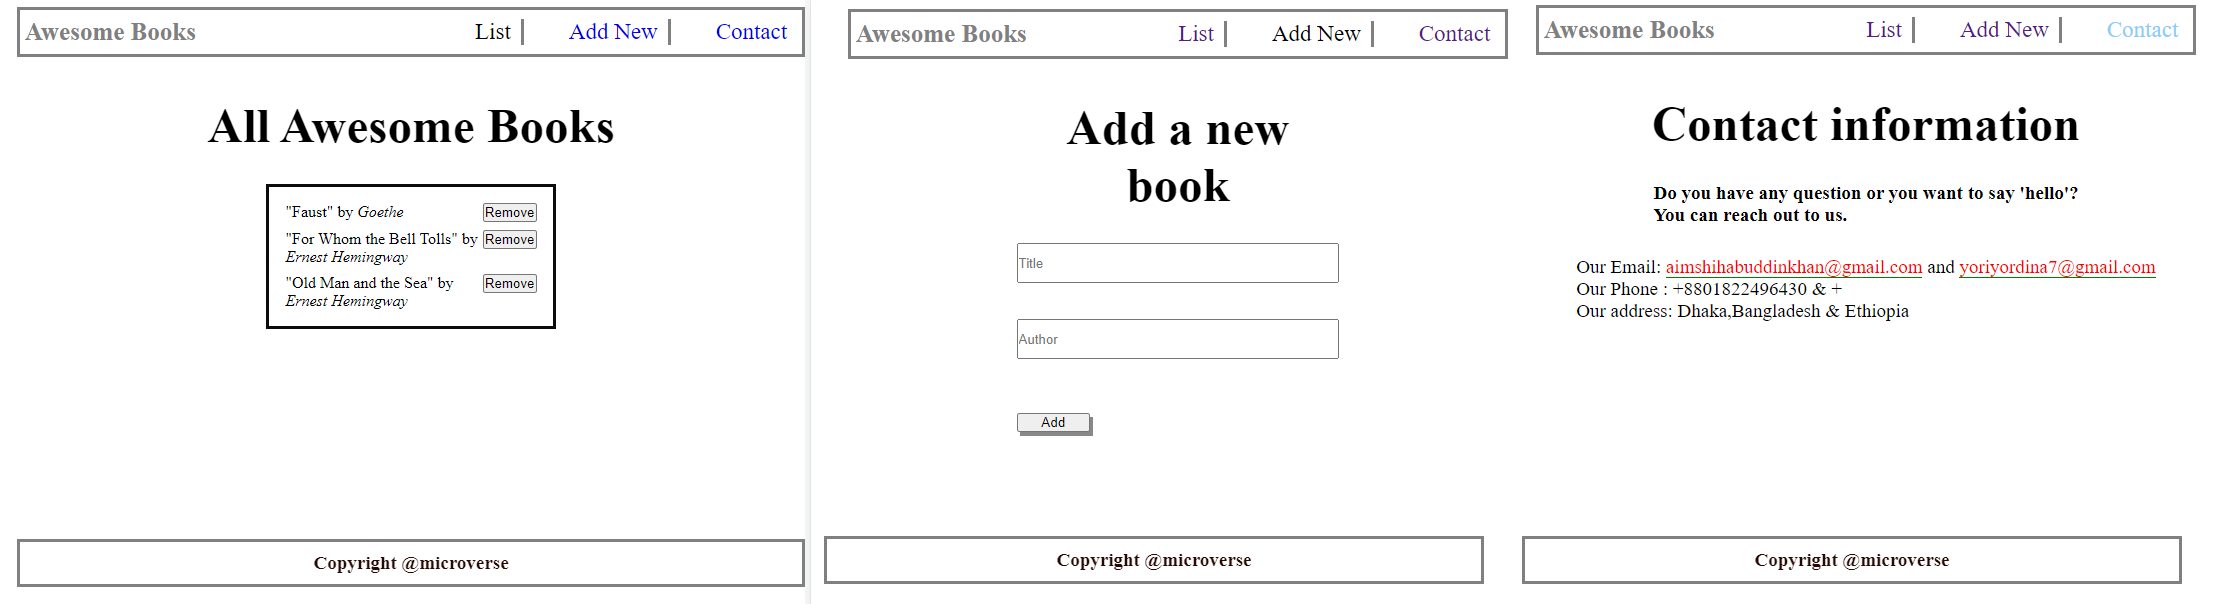 Awesome Books List Add New Contact
All Awesome Books
"Faust" by Goethe Remove
"For Whom the Bell Tolls" by Remove
Ernest Hemingway
"Old Man and the Sea" by Remove
Ernest Hemingway
Copyright @microverse
Awesome Books List Add New Contact
Add a new
book
Title
Author
Add
Copyright @microverse
Awesome Books List Add New Contact
Contact information
Do you have any question or you want to say 'hello'?
You can reach out to us.
Our Email: aimshihabuddinkhan@gmail.com and yoriyordina7@gmail.com
Our Phone : +8801822496430 & +
Our address: Dhaka,Bangladesh & Ethiopia
Copyright @microverse